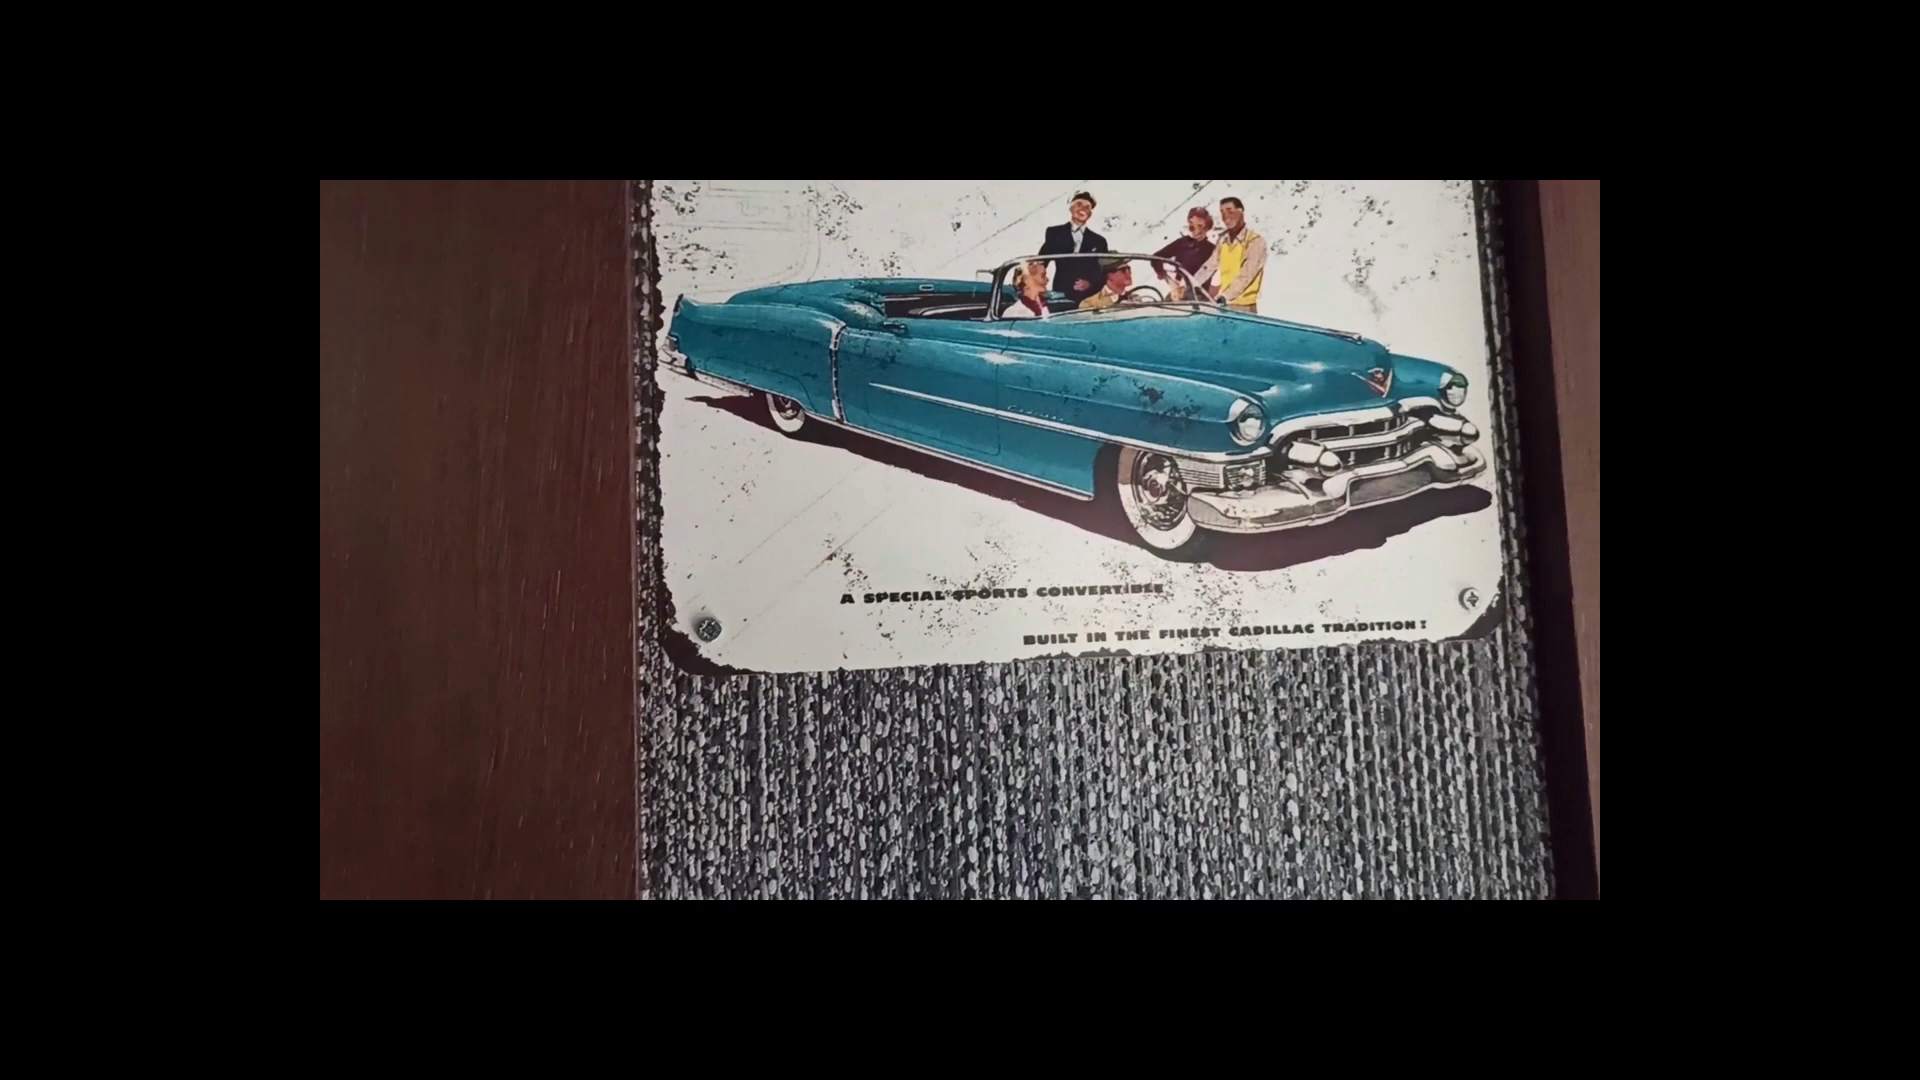 A SPECIAL SPORTS CONVERTIBLE
BUILT IN THE FINEST CADILLAC TRADITION!